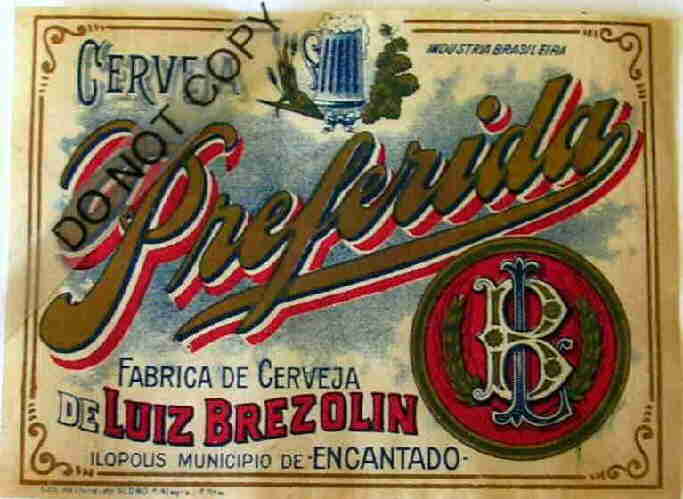 CERVEJA
INDUSTRIA BRASILEIRA
DO NOT COPY
Preferida
LB
FABRICA DE CERVEJA
DE LUIZ BREZOLIN
ILOPOLIS MUNICIPIO DE -ENCANTADO-